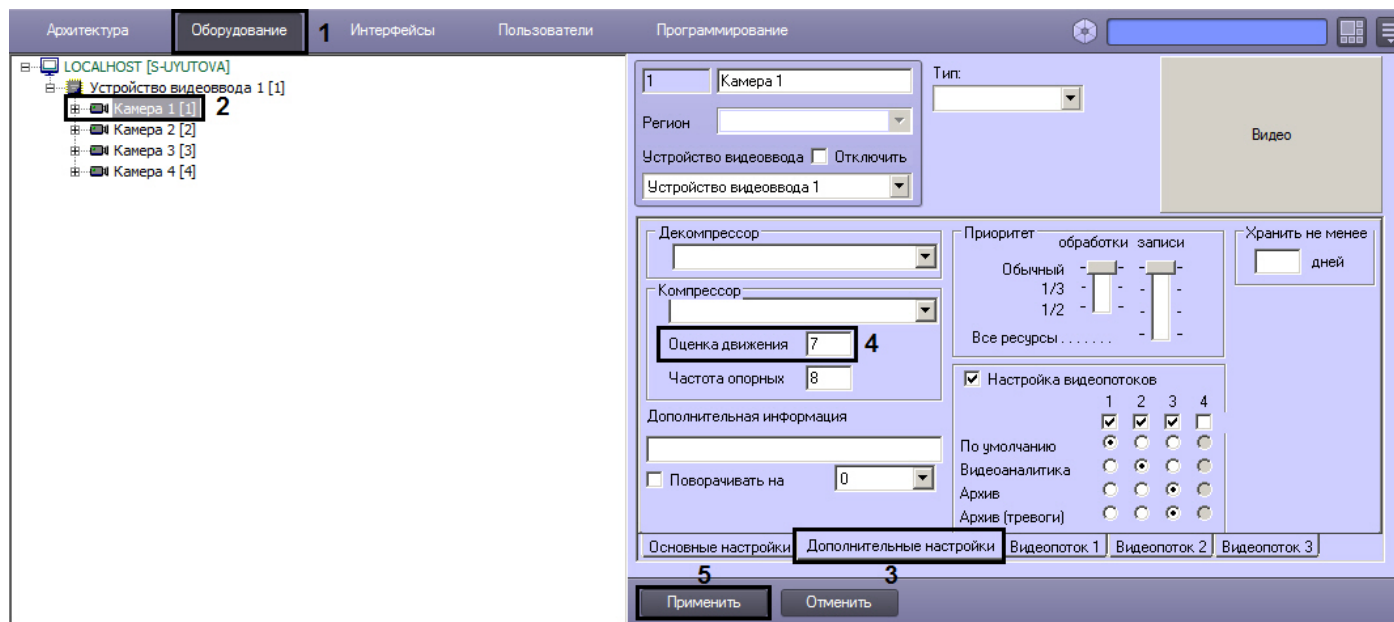 Архитектура Оборудование 1 Интерфейсы Пользователи Программирование
LOCALHOST [S-UYUTOVA]
Устройство видеоввода 1 [1]
Камера 1 [1] 2
Камера 2 [2]
Камера 3 [3]
Камера 4 [4]
1 Камера 1
Регион
Устройство видеоввода Отключить
Устройство видеоввода 1
Тип:
Видео
Декомпрессор
Компрессор
Оценка движения 7 4
Частота опорных 8
Дополнительная информация
Поворачивать на 0
Приоритет
обработки записи
Обычный
1/3
1/2
Все ресурсы . . . . . . .
Настройка видеопотоков
1 2 3 4
По умолчанию
Видеоаналитика
Архив
Архив (тревоги)
Хранить не менее
дней
Основные настройки Дополнительные настройки Видеопоток 1 Видеопоток 2 Видеопоток 3
5 3
Применить Отменить